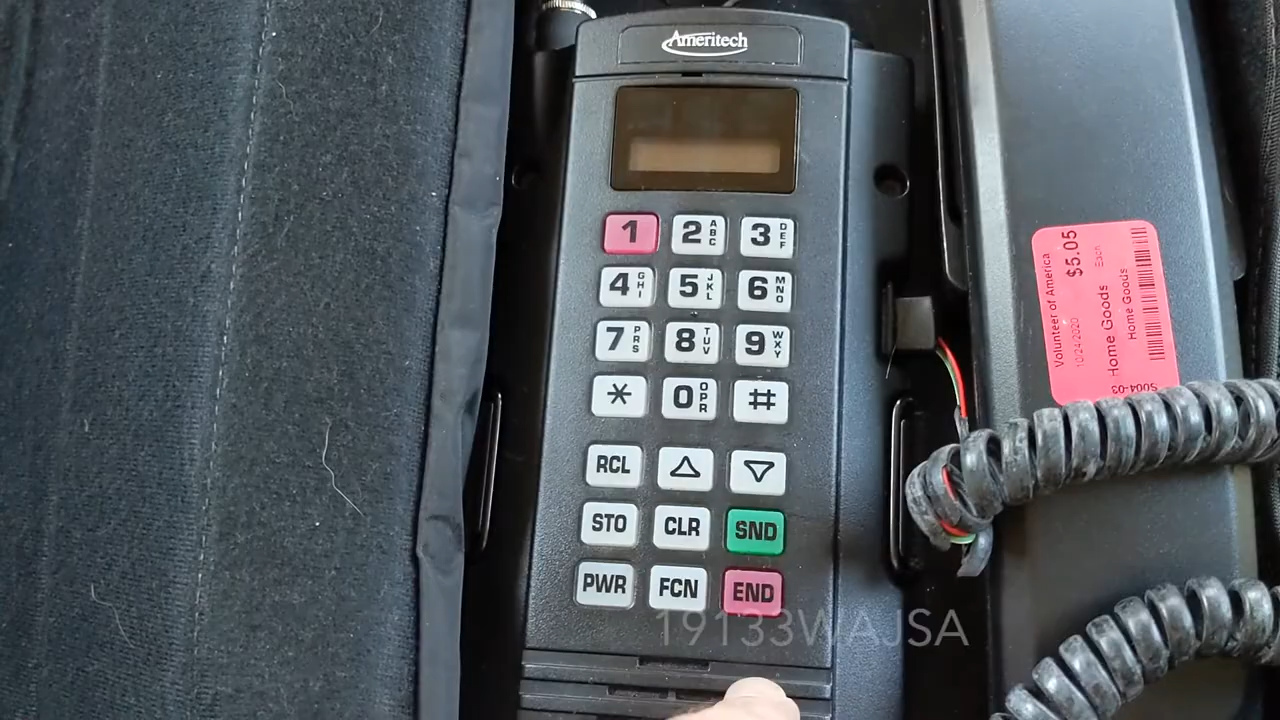 Ameritech
1 2 ABC 3 DEF
4 GHI 5 JKL 6 MNO
7 PRS 8 TUV 9 WXY
* 0 OPR #
RCL
STO CLR SND
PWR FCN END
Volunteer of America
10/24/2020
$5.05
Each
Home Goods
Home Goods
S004-03
19133WAJSA